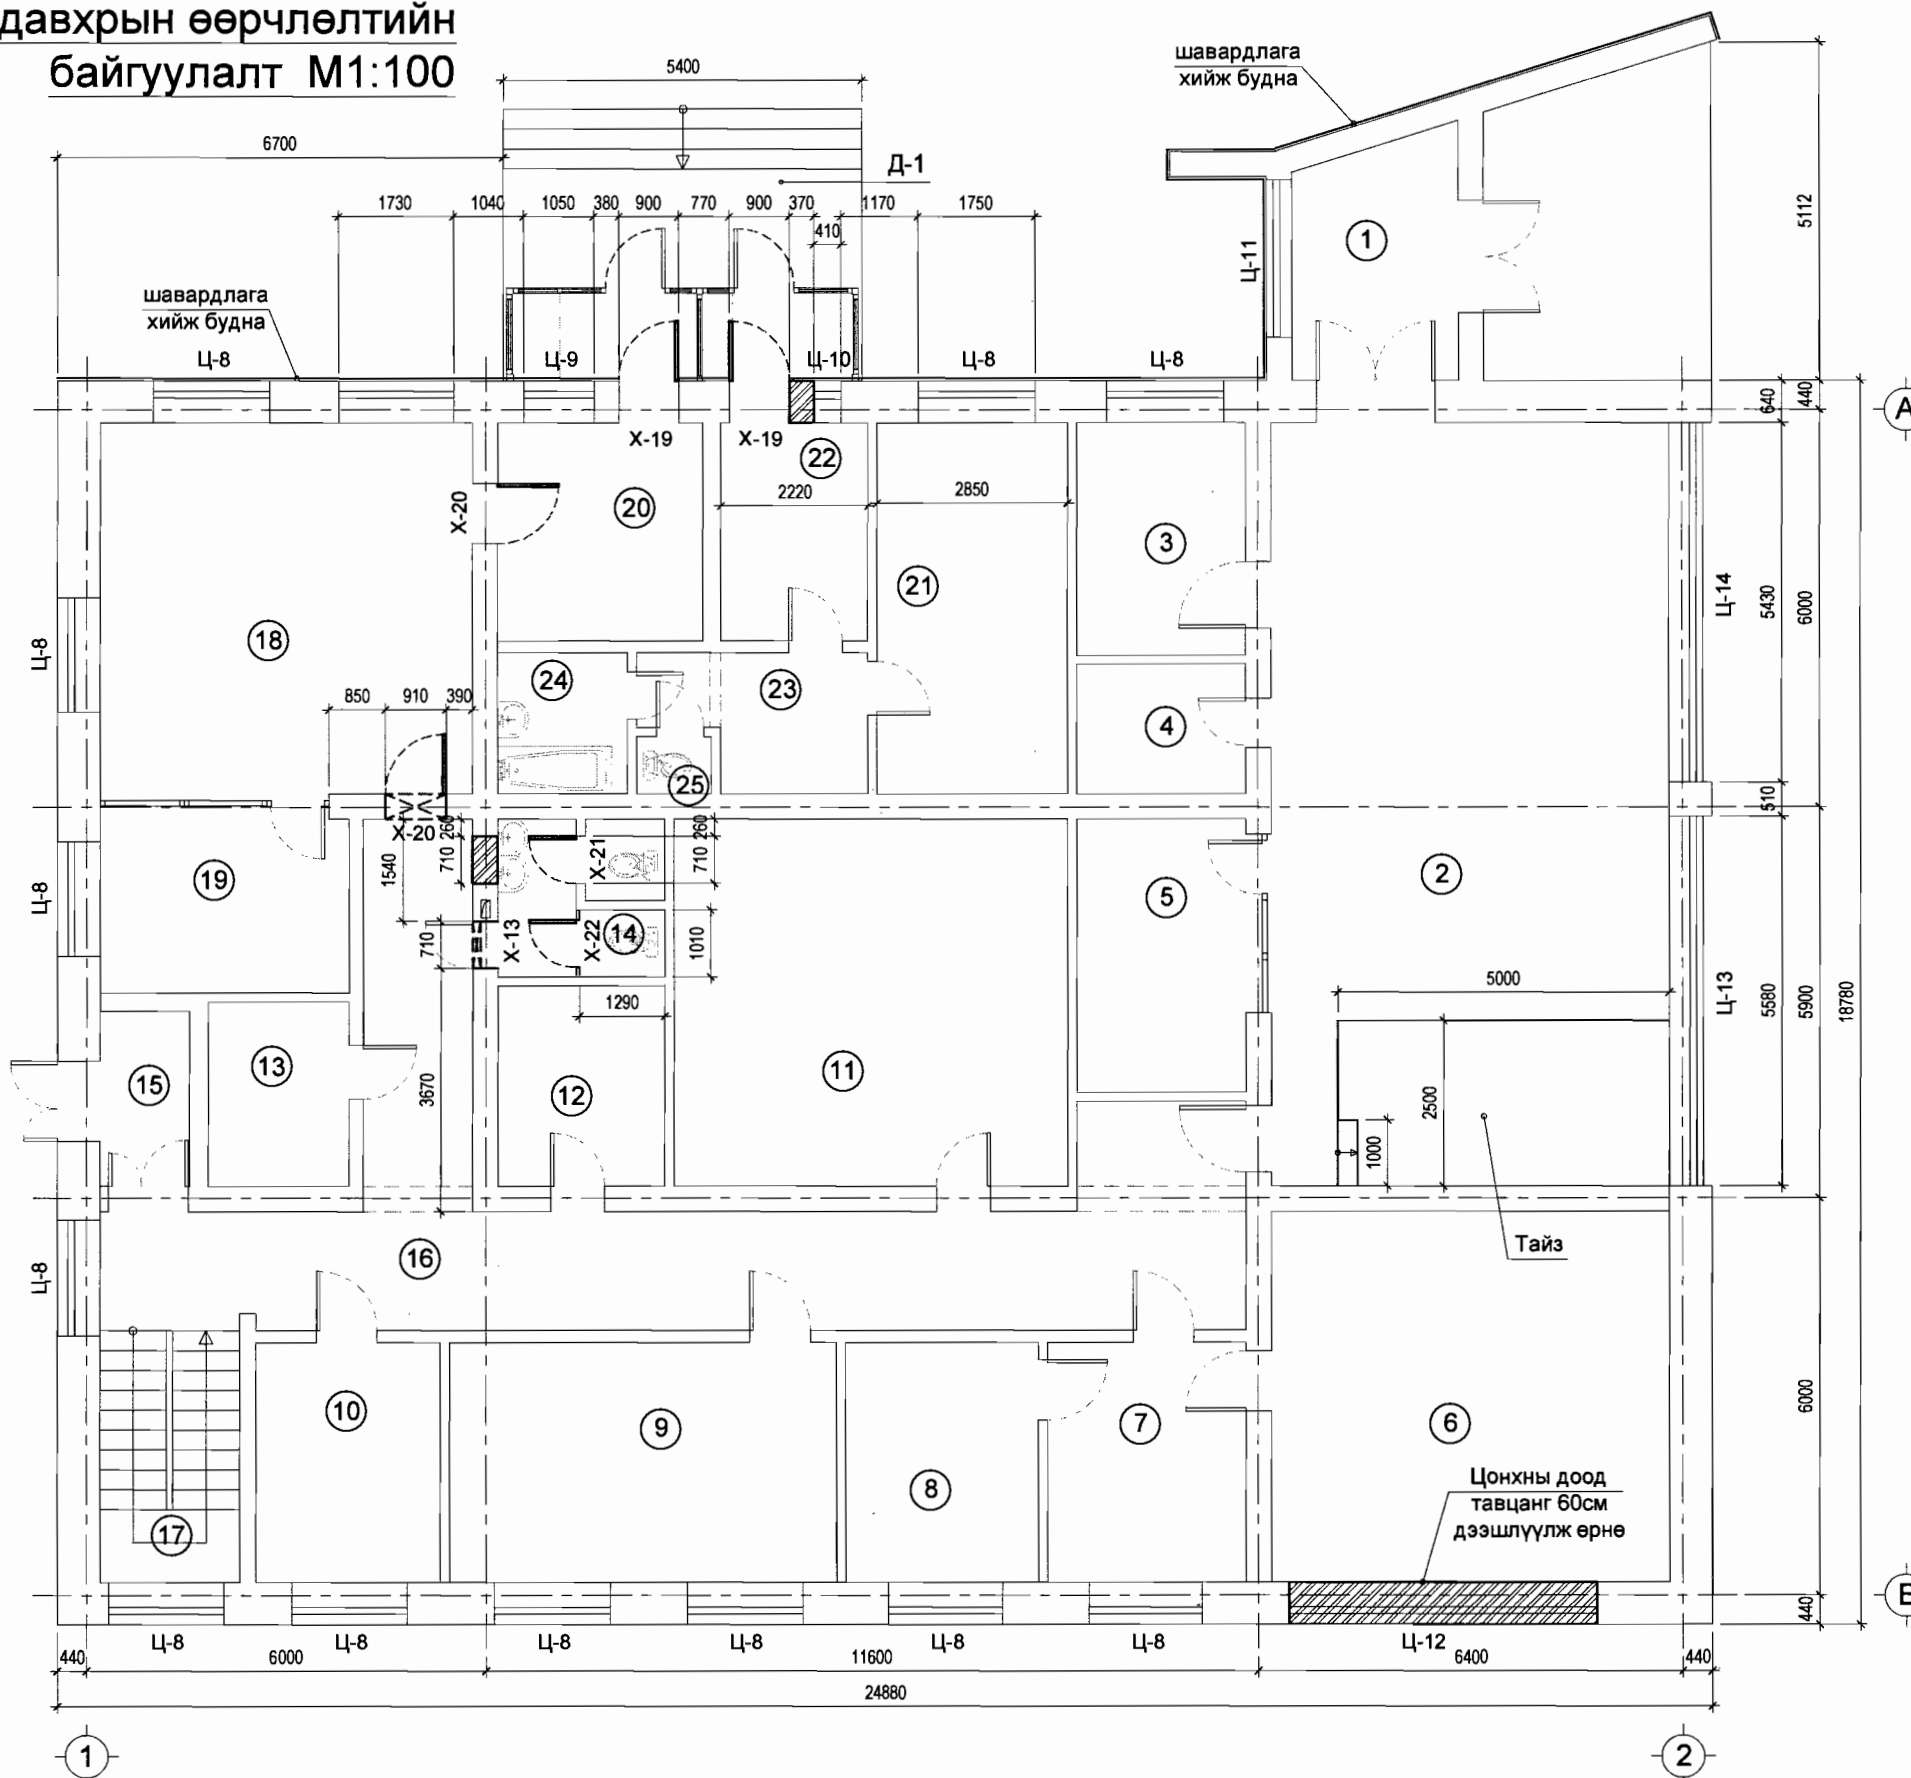 давхрын өөрчлөлтийн
байгуулалт М1:100
5400
шавардлага
хийж будна
6700
Д-1
1730 1040 1050 380 900 770 900 370 1170 1750
410
5112
1
Ц-11
шавардлага
хийж будна
Ц-8 Ц-9 Ц-10 Ц-8 Ц-8
640 440
А
Х-19 Х-19 22
Х-20 20 2220 2850
3
21
Ц-14 5430 6000
18
Ц-8
24 23
850 910 390
4
25
510
Х-20 260 260
1540 710 Х-21 710
19
Ц-8
5 2
710 Х-13 Х-22 14 1010
5000
Ц-13 5580 5900 18780
1290
13 15 12 11
3670
2500
1000
16
Тайз
Ц-8
10 9 7 6
8
6000
Цонхны доод
тавцанг 60см
дээшлүүлж өрнө
17
440
Ц-8 Ц-8 Ц-8 Ц-8 Ц-8 Ц-8 Ц-12
440 6000 11600 6400 440
24880
1 2